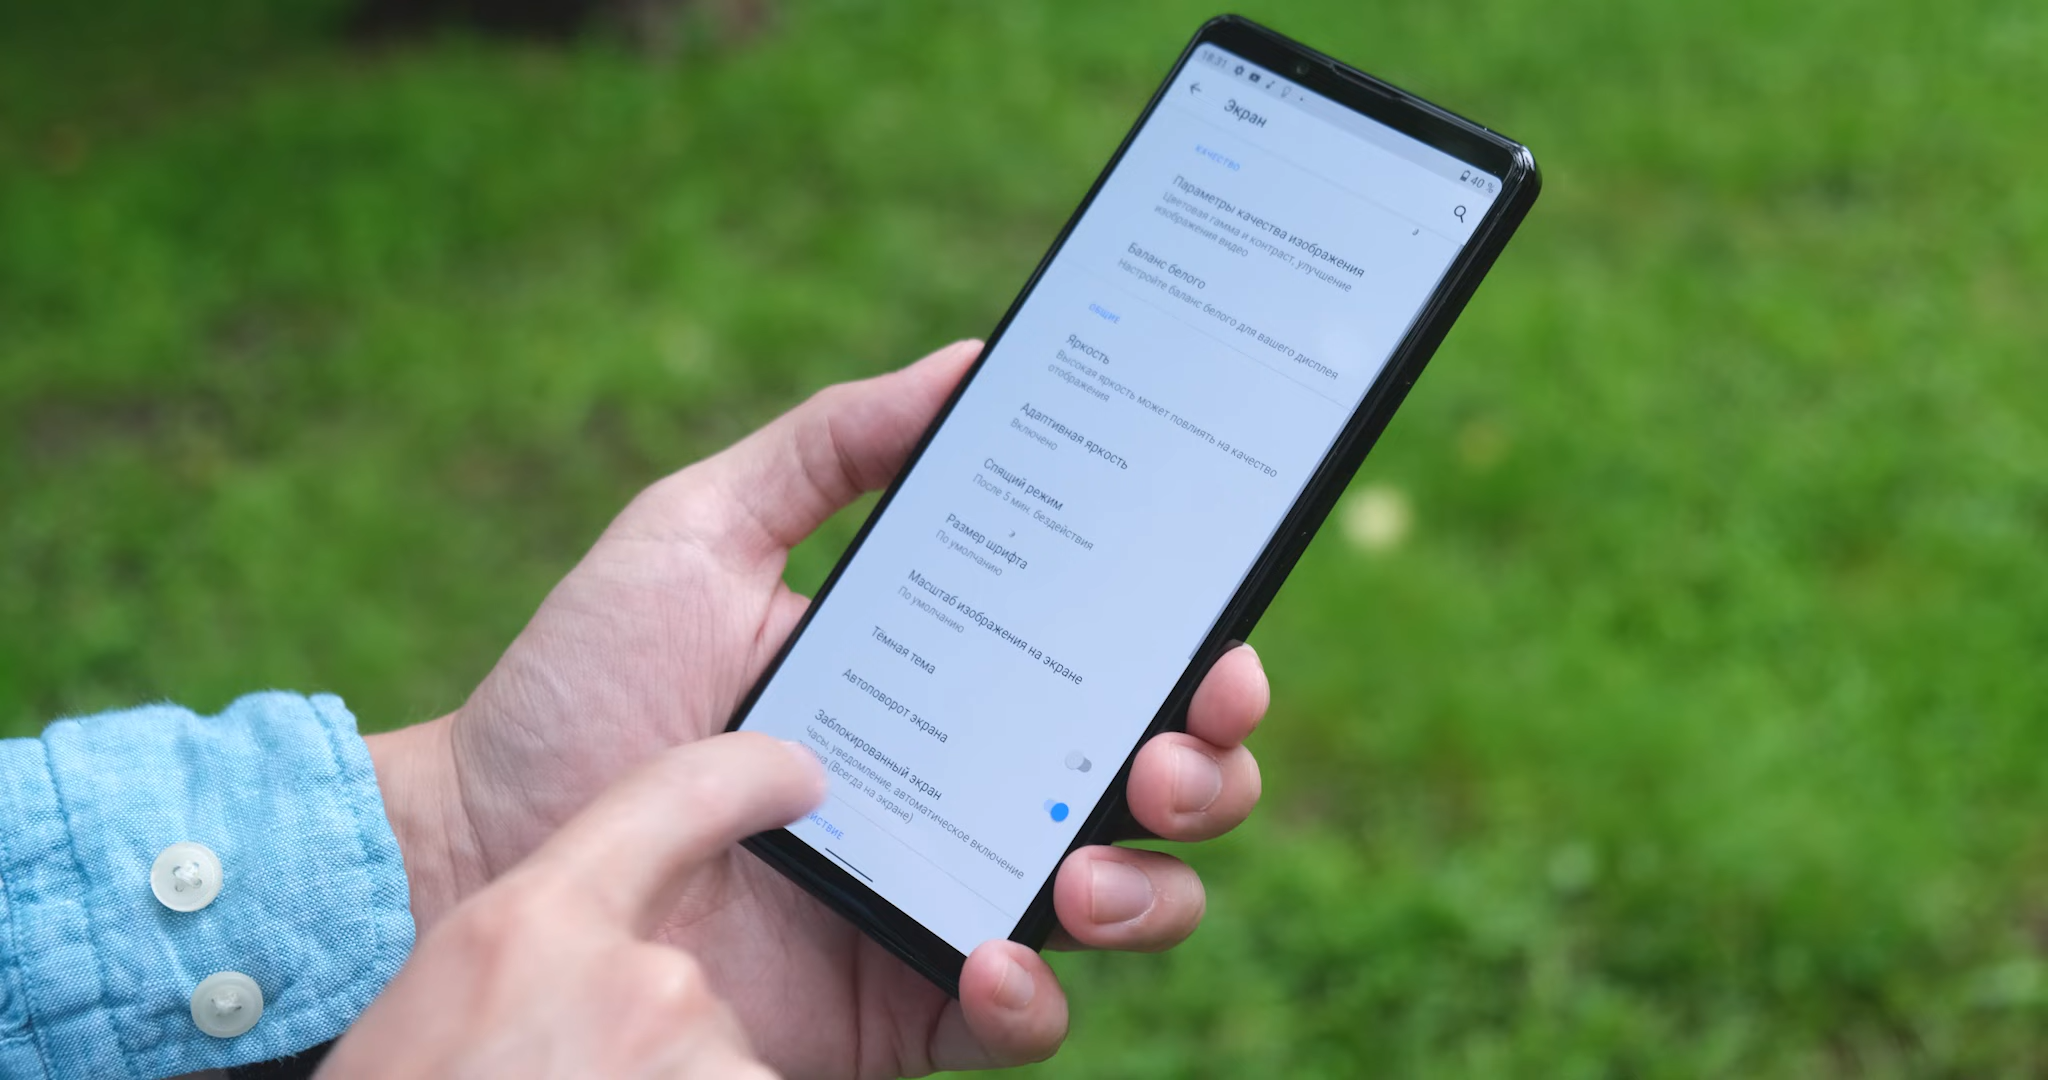 18:31
40 %
Экран
КАЧЕСТВО
Параметры качества изображения
Цветовая гамма и контраст, улучшение
изображения видео
Баланс белого
Настройте баланс белого для вашего дисплея
ОБЩИЕ
Яркость
Высокая яркость может повлиять на качество
отображения
Адаптивная яркость
Включено
Спящий режим
После 5 мин. бездействия
Размер шрифта
По умолчанию
Масштаб изображения на экране
По умолчанию
Тёмная тема
Автоповорот экрана
Заблокированный экран
Часы, уведомление, автоматическое включение
(Всегда на экране)